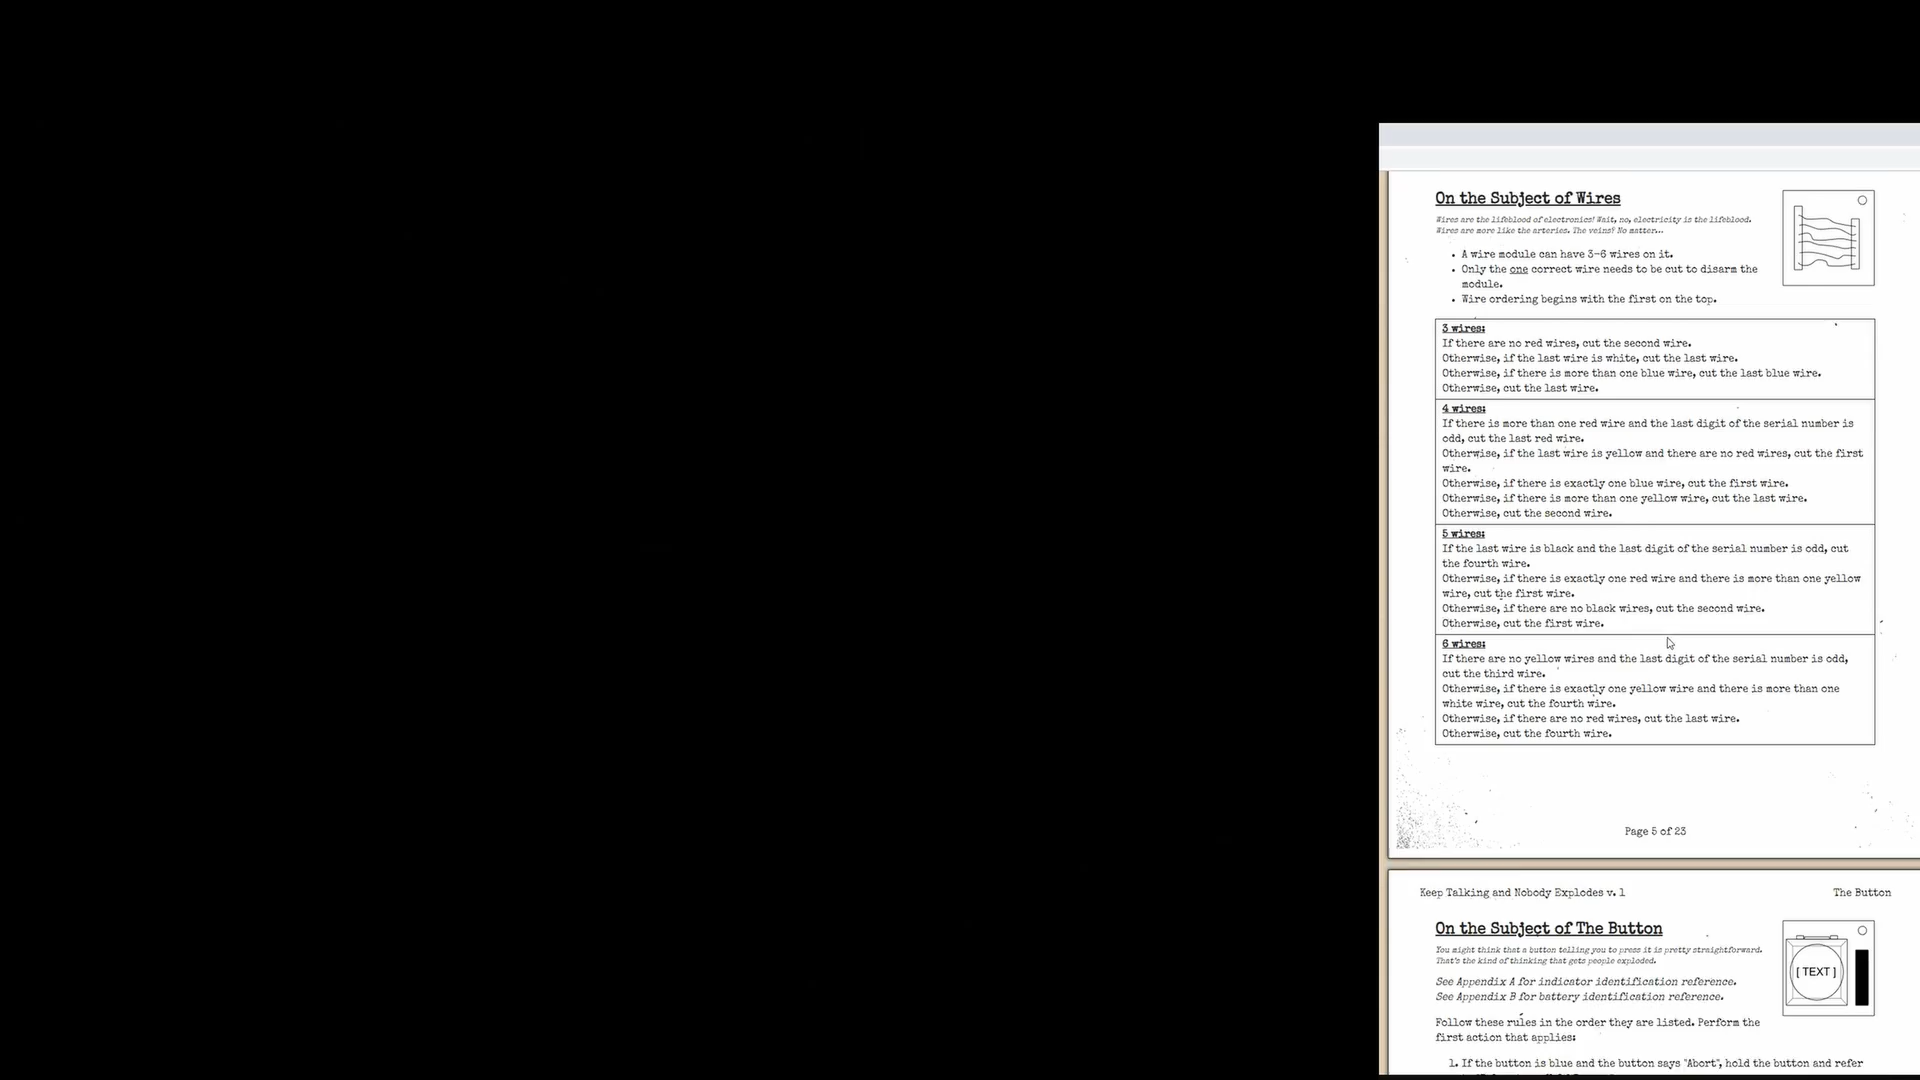 On the Subject of Wires
Wires are the lifeblood of electronics! Wait, no, electricity is the lifeblood.
Wires are more like the arteries. The veins? No matter...
• A wire module can have 3-6 wires on it.
• Only the one correct wire needs to be cut to disarm the
module.
• Wire ordering begins with the first on the top.
3 wires:
If there are no red wires, cut the second wire.
Otherwise, if the last wire is white, cut the last wire.
Otherwise, if there is more than one blue wire, cut the last blue wire.
Otherwise, cut the last wire.
4 wires:
If there is more than one red wire and the last digit of the serial number is
odd, cut the last red wire.
Otherwise, if the last wire is yellow and there are no red wires, cut the first
wire.
Otherwise, if there is exactly one blue wire, cut the first wire.
Otherwise, if there is more than one yellow wire, cut the last wire.
Otherwise, cut the second wire.
5 wires:
If the last wire is black and the last digit of the serial number is odd, cut
the fourth wire.
Otherwise, if there is exactly one red wire and there is more than one yellow
wire, cut the first wire.
Otherwise, if there are no black wires, cut the second wire.
Otherwise, cut the first wire.
6 wires:
If there are no yellow wires and the last digit of the serial number is odd,
cut the third wire.
Otherwise, if there is exactly one yellow wire and there is more than one
white wire, cut the fourth wire.
Otherwise, if there are no red wires, cut the last wire.
Otherwise, cut the fourth wire.
Page 5 of 23
Keep Talking and Nobody Explodes v. 1 The Button
On the Subject of The Button
You might think that a button telling you to press it is pretty straightforward.
That's the kind of thinking that gets people exploded.
[ TEXT ]
See Appendix A for indicator identification reference.
See Appendix B for battery identification reference.
Follow these rules in the order they are listed. Perform the
first action that applies:
1. If the button is blue and the button says "Abort", hold the button and refer